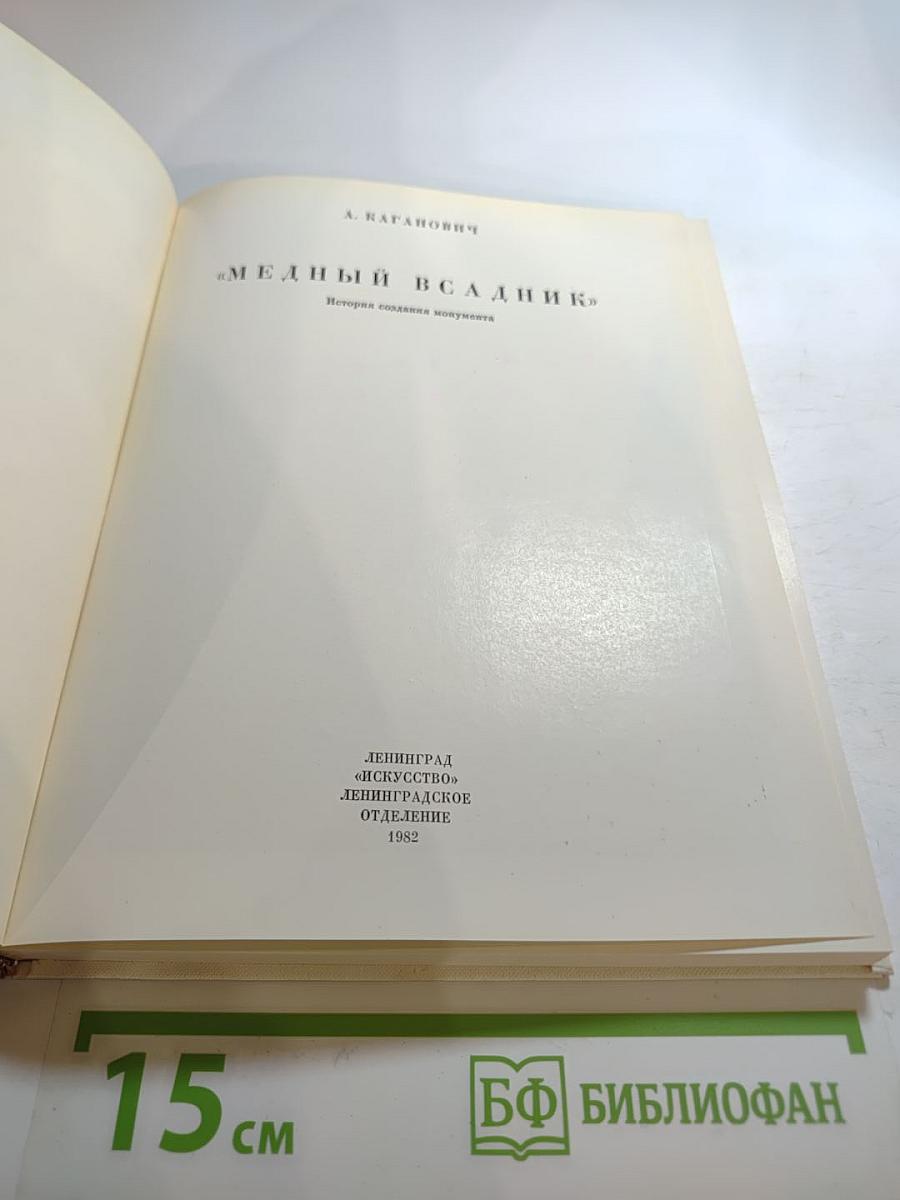 А. КАГАНОВИЧ
«МЕДНЫЙ ВСАДНИК»
История создания монумента
ЛЕНИНГРАД
«ИСКУССТВО»
ЛЕНИНГРАДСКОЕ
ОТДЕЛЕНИЕ
1982
15 см
БФ БИБЛИОФАН